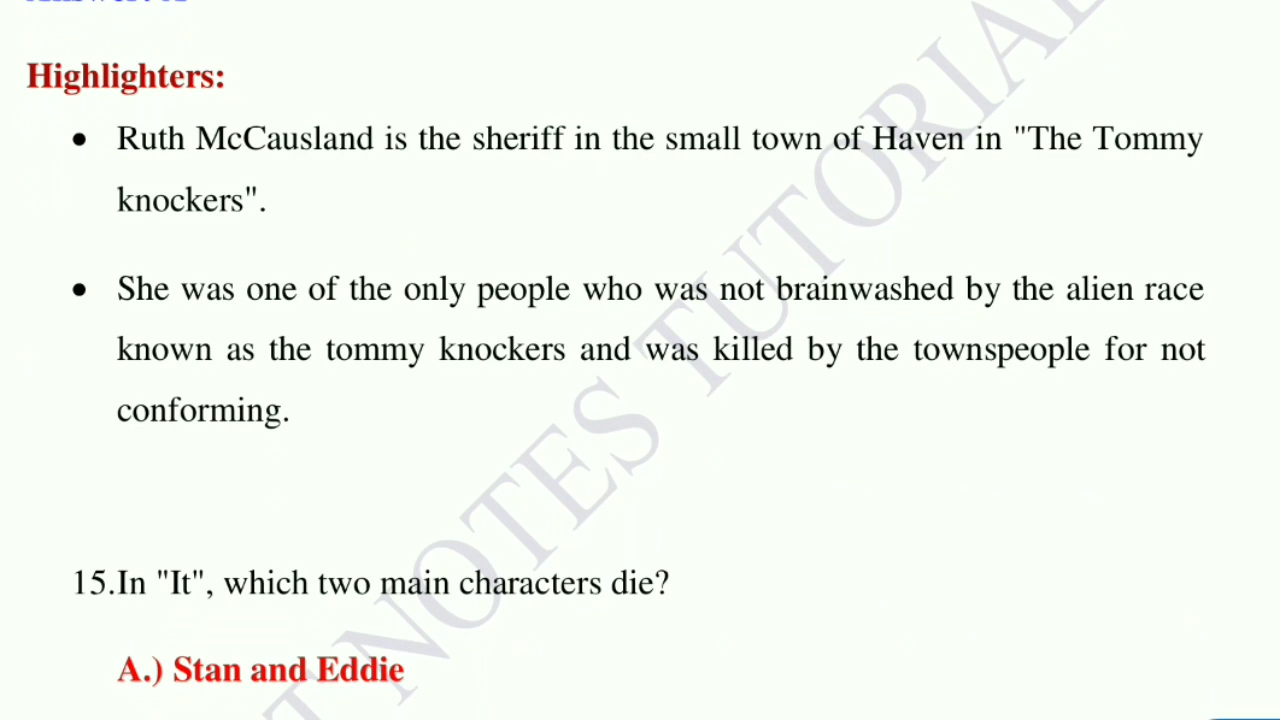 Highlighters:
• Ruth McCausland is the sheriff in the small town of Haven in "The Tommy
knockers".
• She was one of the only people who was not brainwashed by the alien race
known as the tommy knockers and was killed by the townspeople for not
conforming.
15.In "It", which two main characters die?
A.) Stan and Eddie
NOTES TUTORIAL